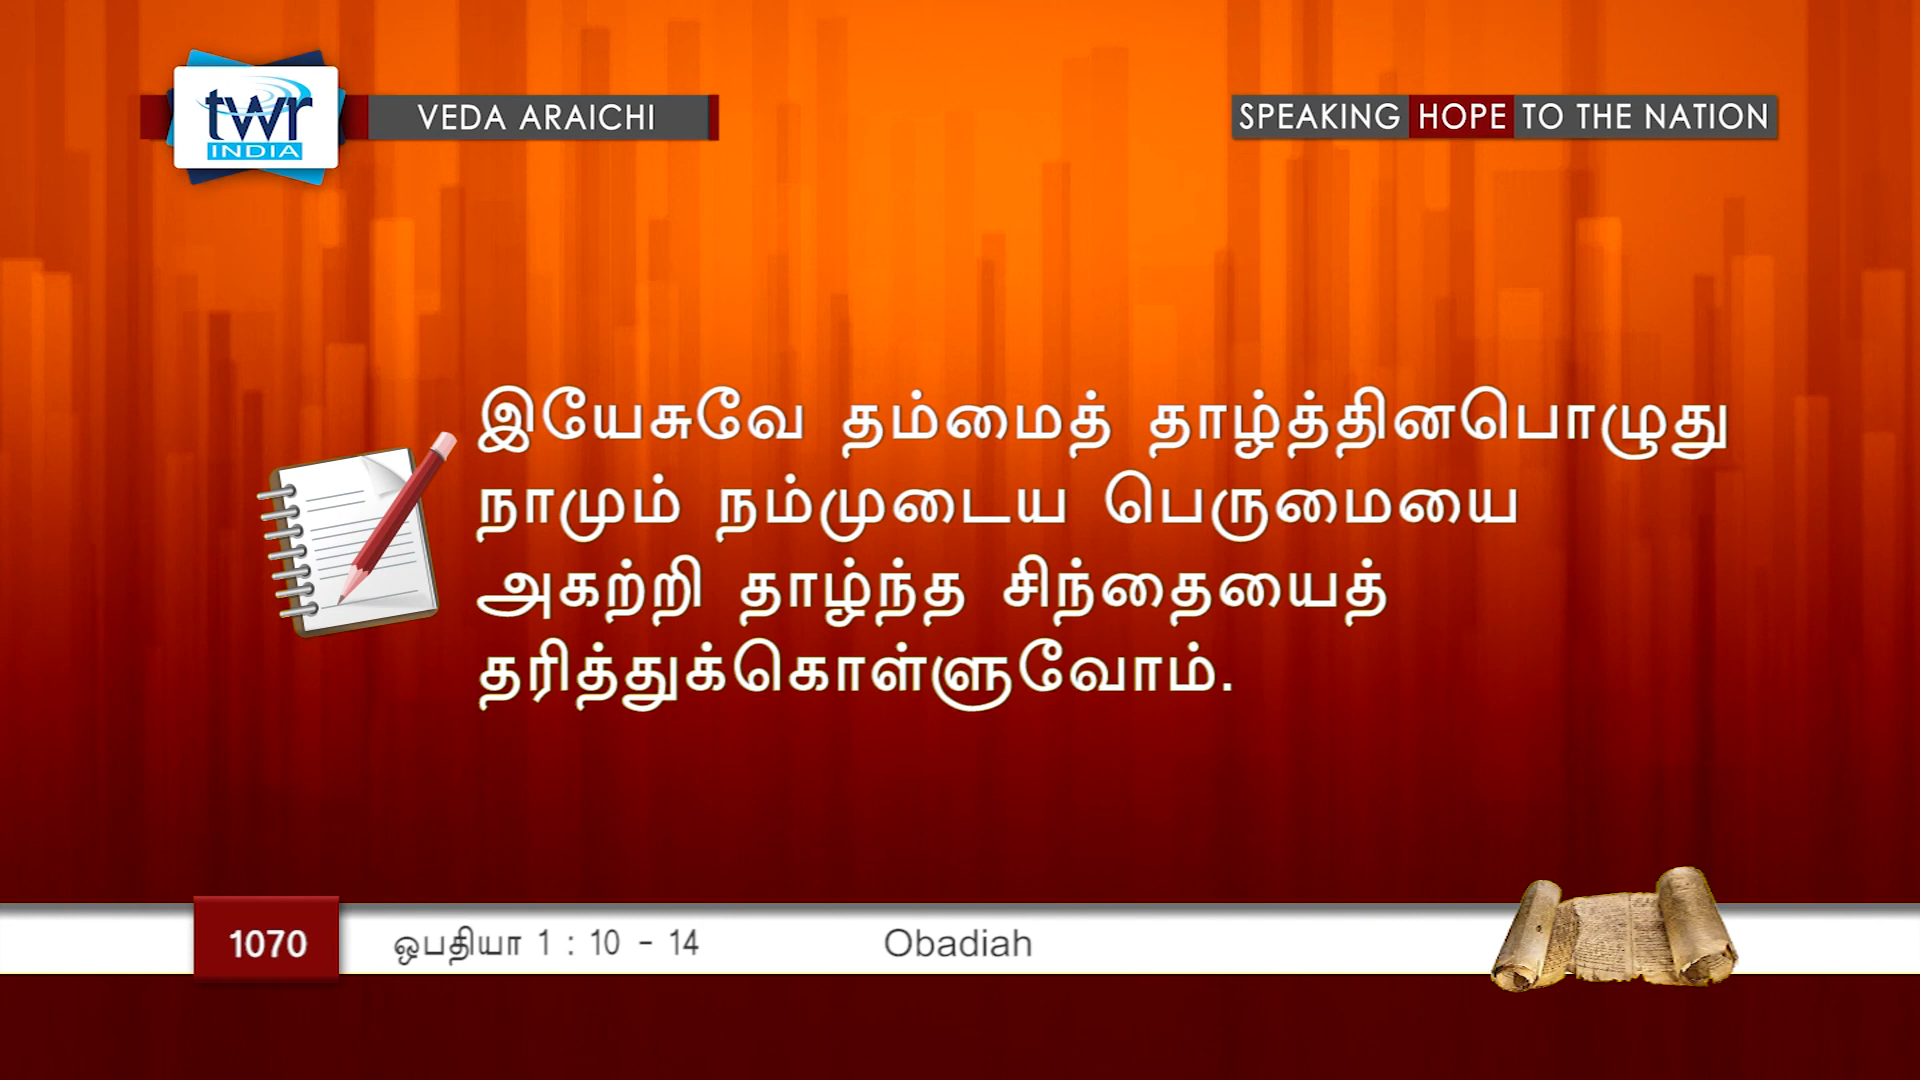 twr
INDIA
VEDA ARAICHI
SPEAKING HOPE TO THE NATION
இயேசுவே தம்மைத் தாழ்த்தினபொழுது
நாமும் நம்முடைய பெருமையை
அகற்றி தாழ்ந்த சிந்தையைத்
தரித்துக்கொள்ளுவோம்.
1070
ஒபதியா 1 : 10 - 14
Obadiah